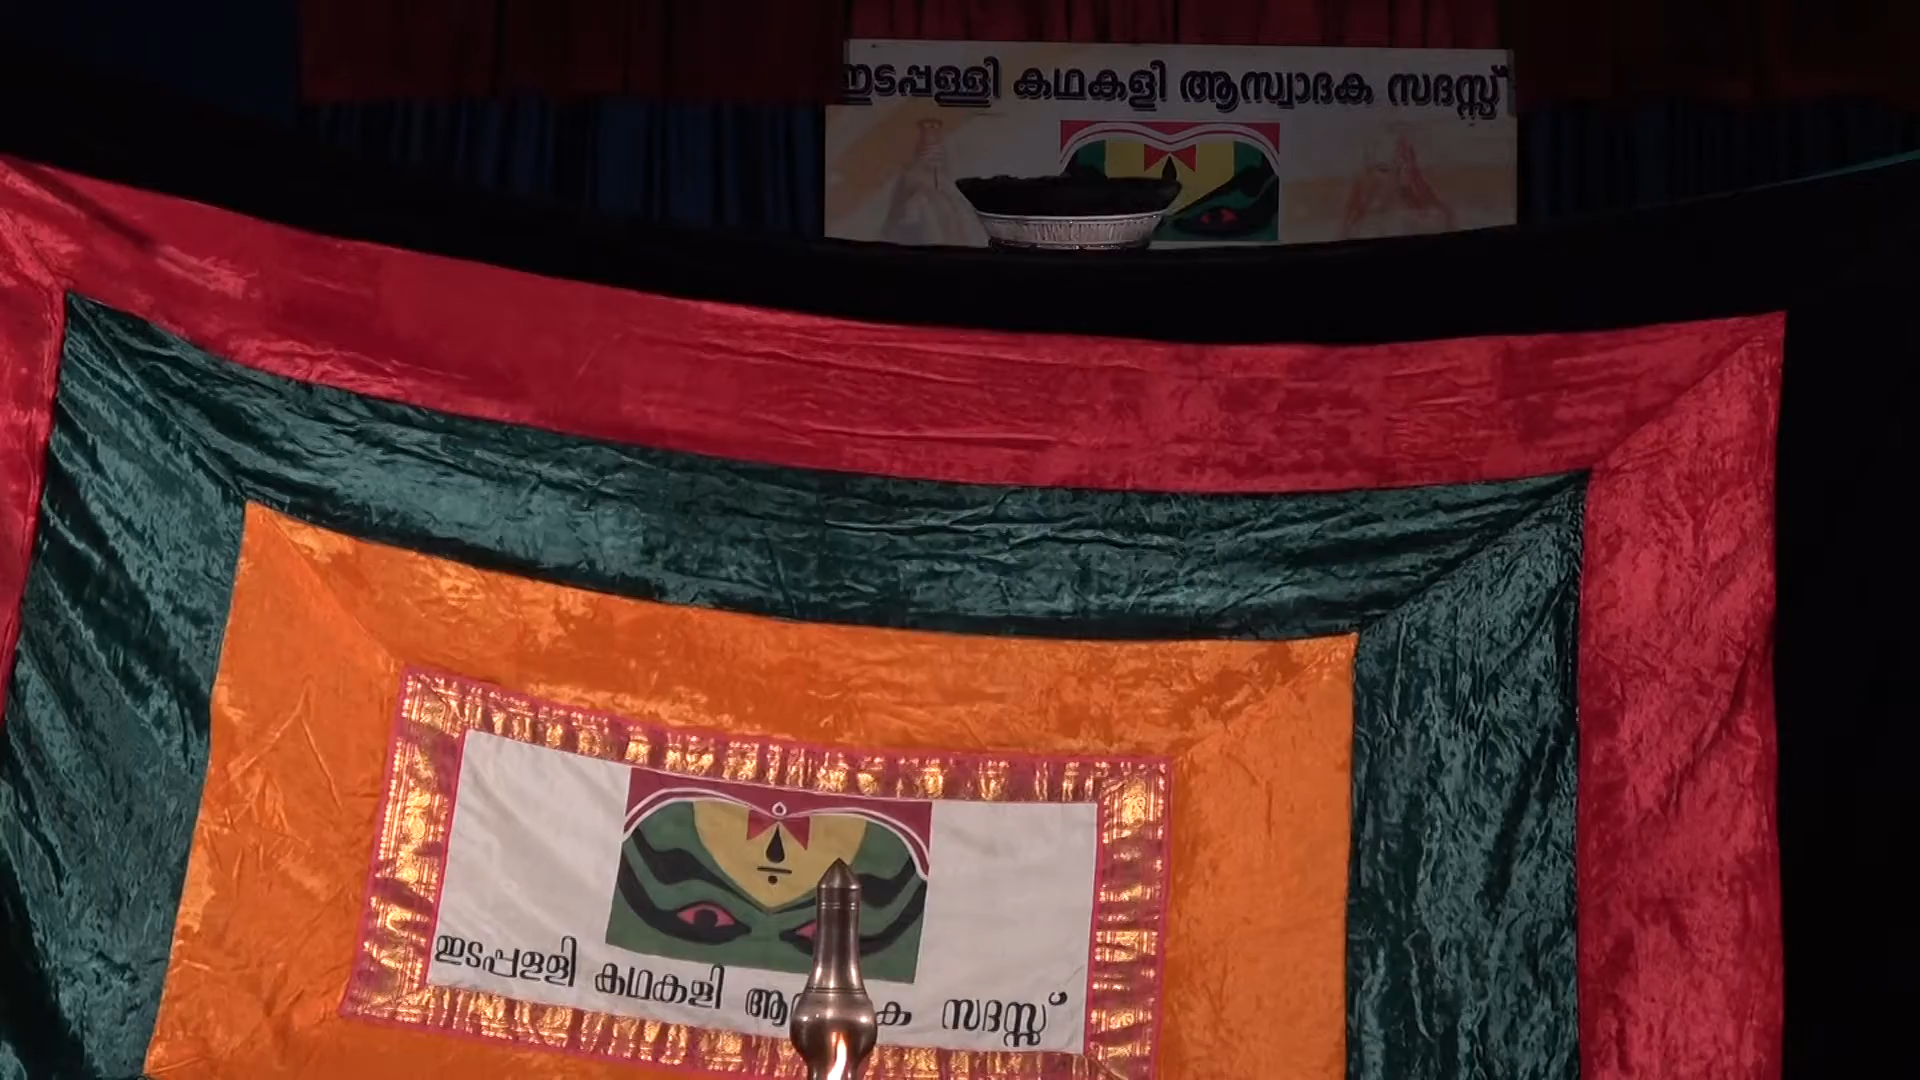 ഇടപ്പള്ളി കഥകളി ആസ്വാദക സദസ്സ്
ഇടപ്പള്ളി കഥകളി സദസ്സ്